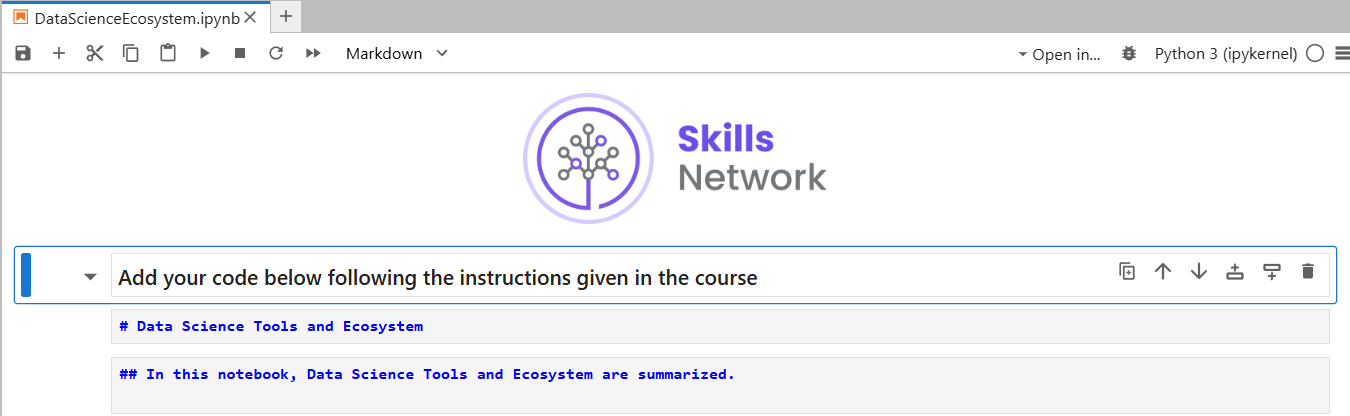 DataScienceEcosystem.ipynb
Markdown
Open in...
Python 3 (ipykernel)
Skills
Network
Add your code below following the instructions given in the course
# Data Science Tools and Ecosystem
## In this notebook, Data Science Tools and Ecosystem are summarized.